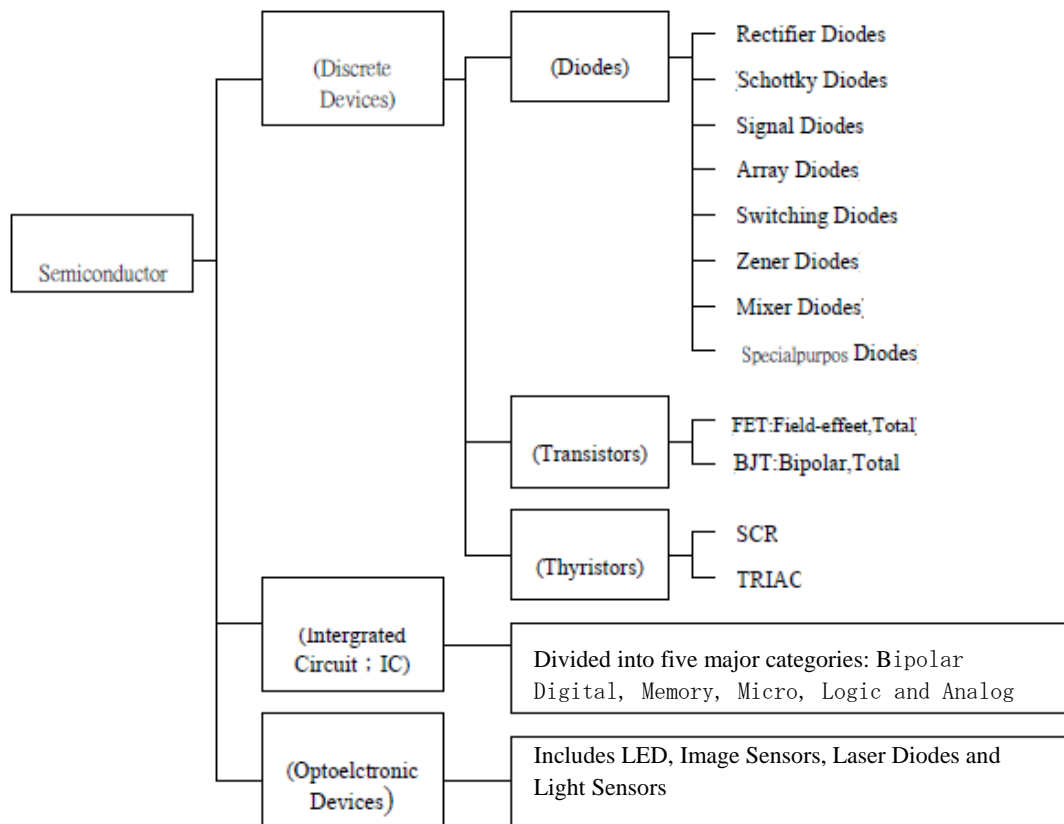 Semiconductor
(Discrete
Devices)
(Diodes)
Rectifier Diodes
Schottky Diodes
Signal Diodes
Array Diodes
Switching Diodes
Zener Diodes
Mixer Diodes
Specialpurpos Diodes
(Transistors)
FET:Field-effeet,Total
BJT:Bipolar,Total
(Thyristors)
SCR
TRIAC
(Intergrated
Circuit；IC)
Divided into five major categories: Bipolar
Digital, Memory, Micro, Logic and Analog
(Optoelctronic
Devices)
Includes LED, Image Sensors, Laser Diodes and
Light Sensors